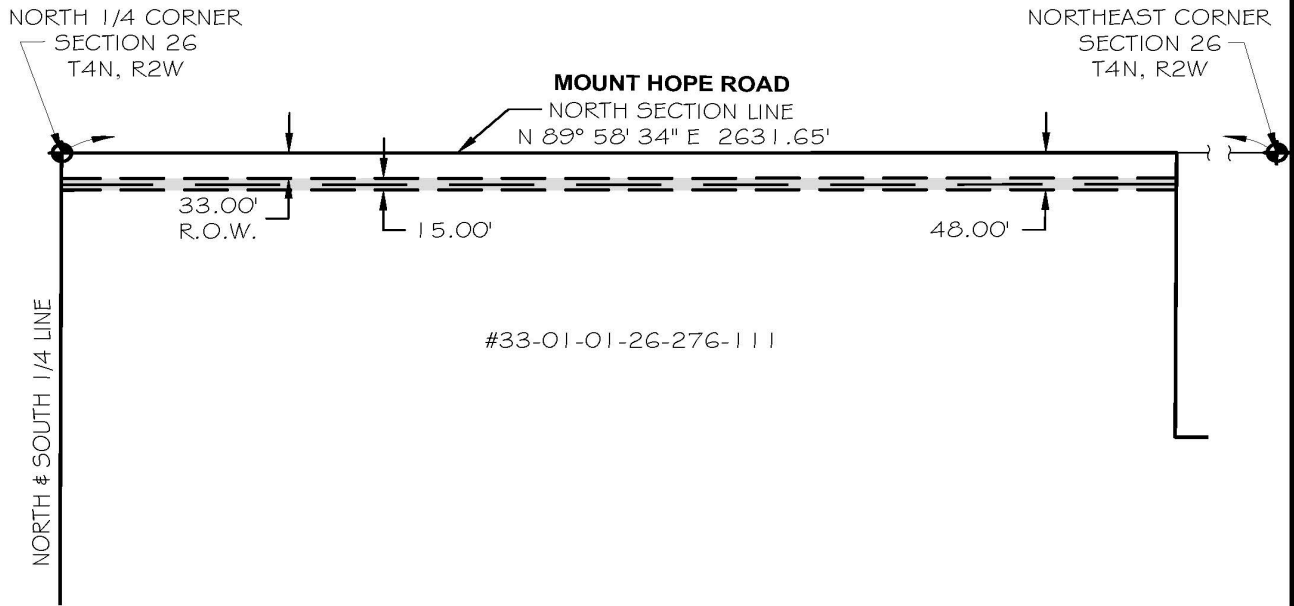 NORTH 1/4 CORNER
SECTION 26
T4N, R2W
NORTHEAST CORNER
SECTION 26
T4N, R2W
MOUNT HOPE ROAD
NORTH SECTION LINE
N 89° 58' 34" E 2631.65'
33.00'
R.O.W.
15.00'
48.00'
NORTH & SOUTH 1/4 LINE
#33-01-01-26-276-111